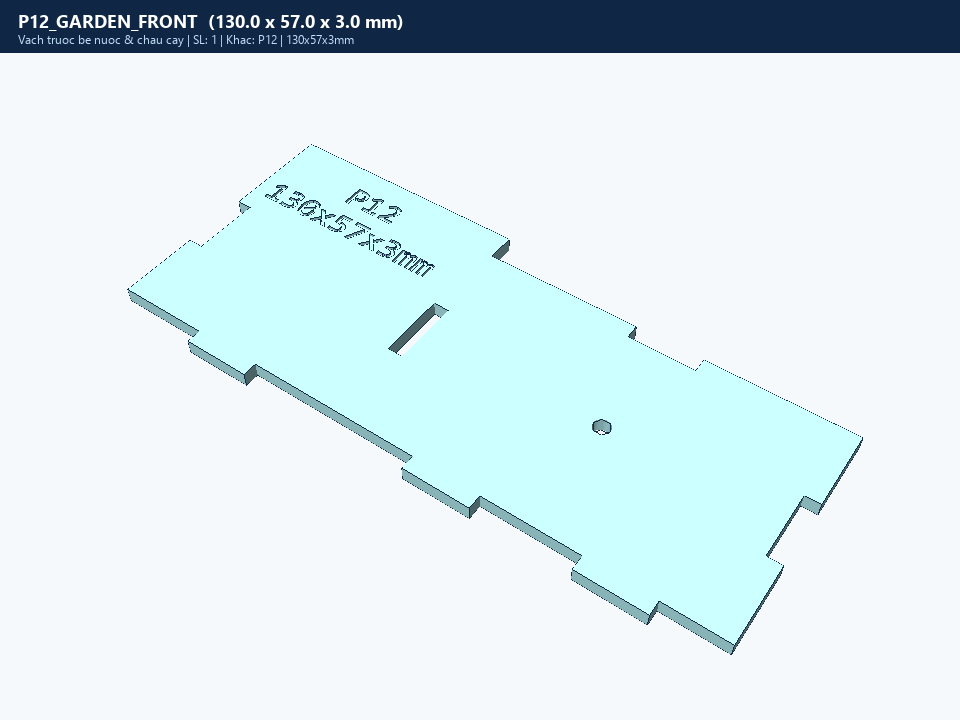 P12_GARDEN_FRONT (130.0 x 57.0 x 3.0 mm)
Vach truoc be nuoc & chau cay | SL: 1 | Khac: P12 | 130x57x3mm
P12
130x57x3mm